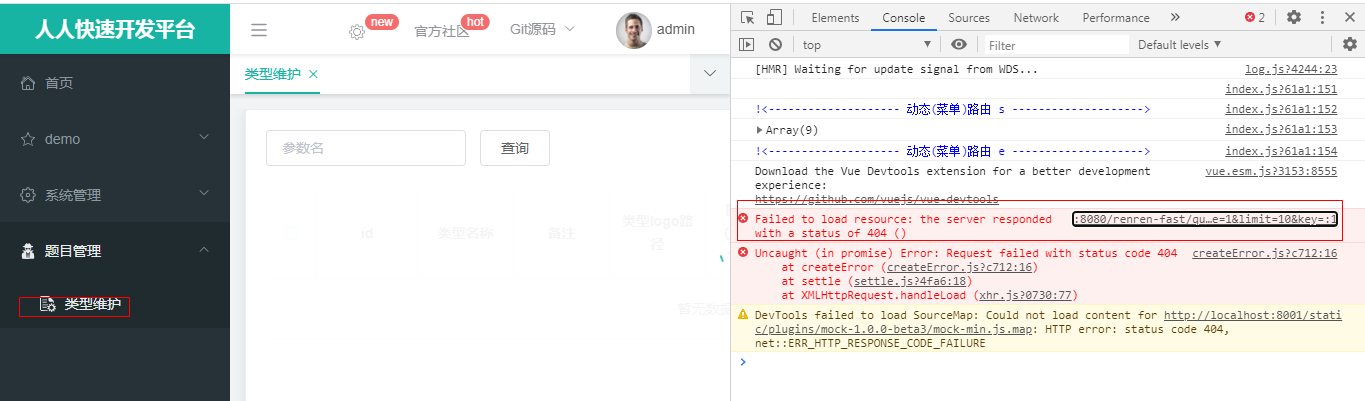 人人快速开发平台
new
官方社区
hot
Git源码
admin
首页
demo
系统管理
题目管理
类型维护
类型维护
参数名
查询
id
类型名称
备注
类型logo路
径
暂无数据
Elements
Console
Sources
Network
Performance
2
top
Filter
Default levels
[HMR] Waiting for update signal from WDS...
log.js?4244:23
index.js?61a1:151
!<-------------------- 动态(菜单)路由 s -------------------->
index.js?61a1:152
Array(9)
index.js?61a1:153
!<-------------------- 动态(菜单)路由 e -------------------->
index.js?61a1:154
Download the Vue Devtools extension for a better development
vue.esm.js?3153:8555
experience:
https://github.com/vuejs/vue-devtools
Failed to load resource: the server responded
:8080/renren-fast/qu…e=1&limit=10&key=:1
with a status of 404 ()
Uncaught (in promise) Error: Request failed with status code 404
createError.js?c712:16
at createError (createError.js?c712:16)
at settle (settle.js?4fa6:18)
at XMLHttpRequest.handleLoad (xhr.js?0730:77)
DevTools failed to load SourceMap: Could not load content for http://localhost:8001/stati
c/plugins/mock-1.0.0-beta3/mock-min.js.map: HTTP error: status code 404,
net::ERR_HTTP_RESPONSE_CODE_FAILURE